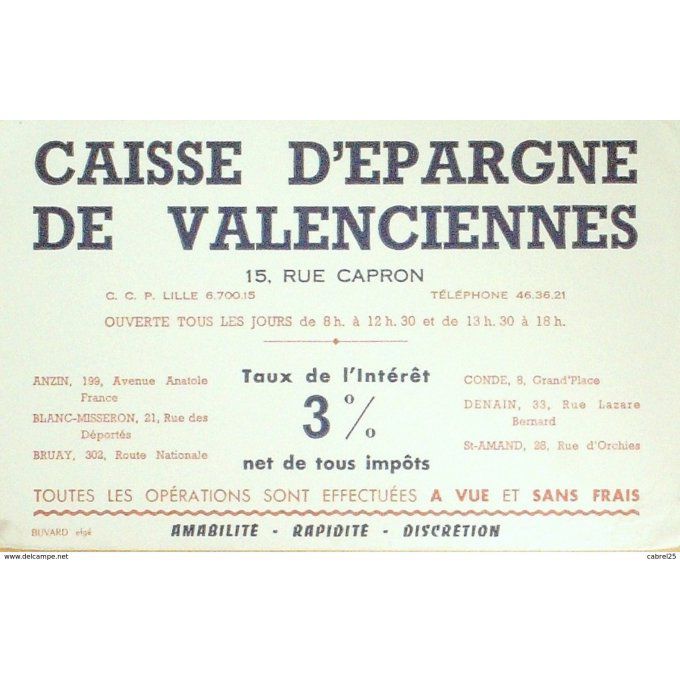 CAISSE D'EPARGNE
DE VALENCIENNES
15, RUE CAPRON
C. C. P. LILLE 6.700.15 TÉLÉPHONE 46.36.21
OUVERTE TOUS LES JOURS de 8 h. à 12 h. 30 et de 13 h. 30 à 18 h.
ANZIN, 199, Avenue Anatole
France
BLANC-MISSERON, 21, Rue des
Déportés
BRUAY, 302, Route Nationale
Taux de l'Intérêt
3 %
net de tous impôts
CONDE, 8, Grand'Place
DENAIN, 33, Rue Lazare
Bernard
St-AMAND, 28, Rue d'Orchies
TOUTES LES OPÉRATIONS SONT EFFECTUÉES A VUE ET SANS FRAIS
BUVARD efgé
AMABILITÉ - RAPIDITÉ - DISCRÉTION
www.delcampe.net
cabrel25